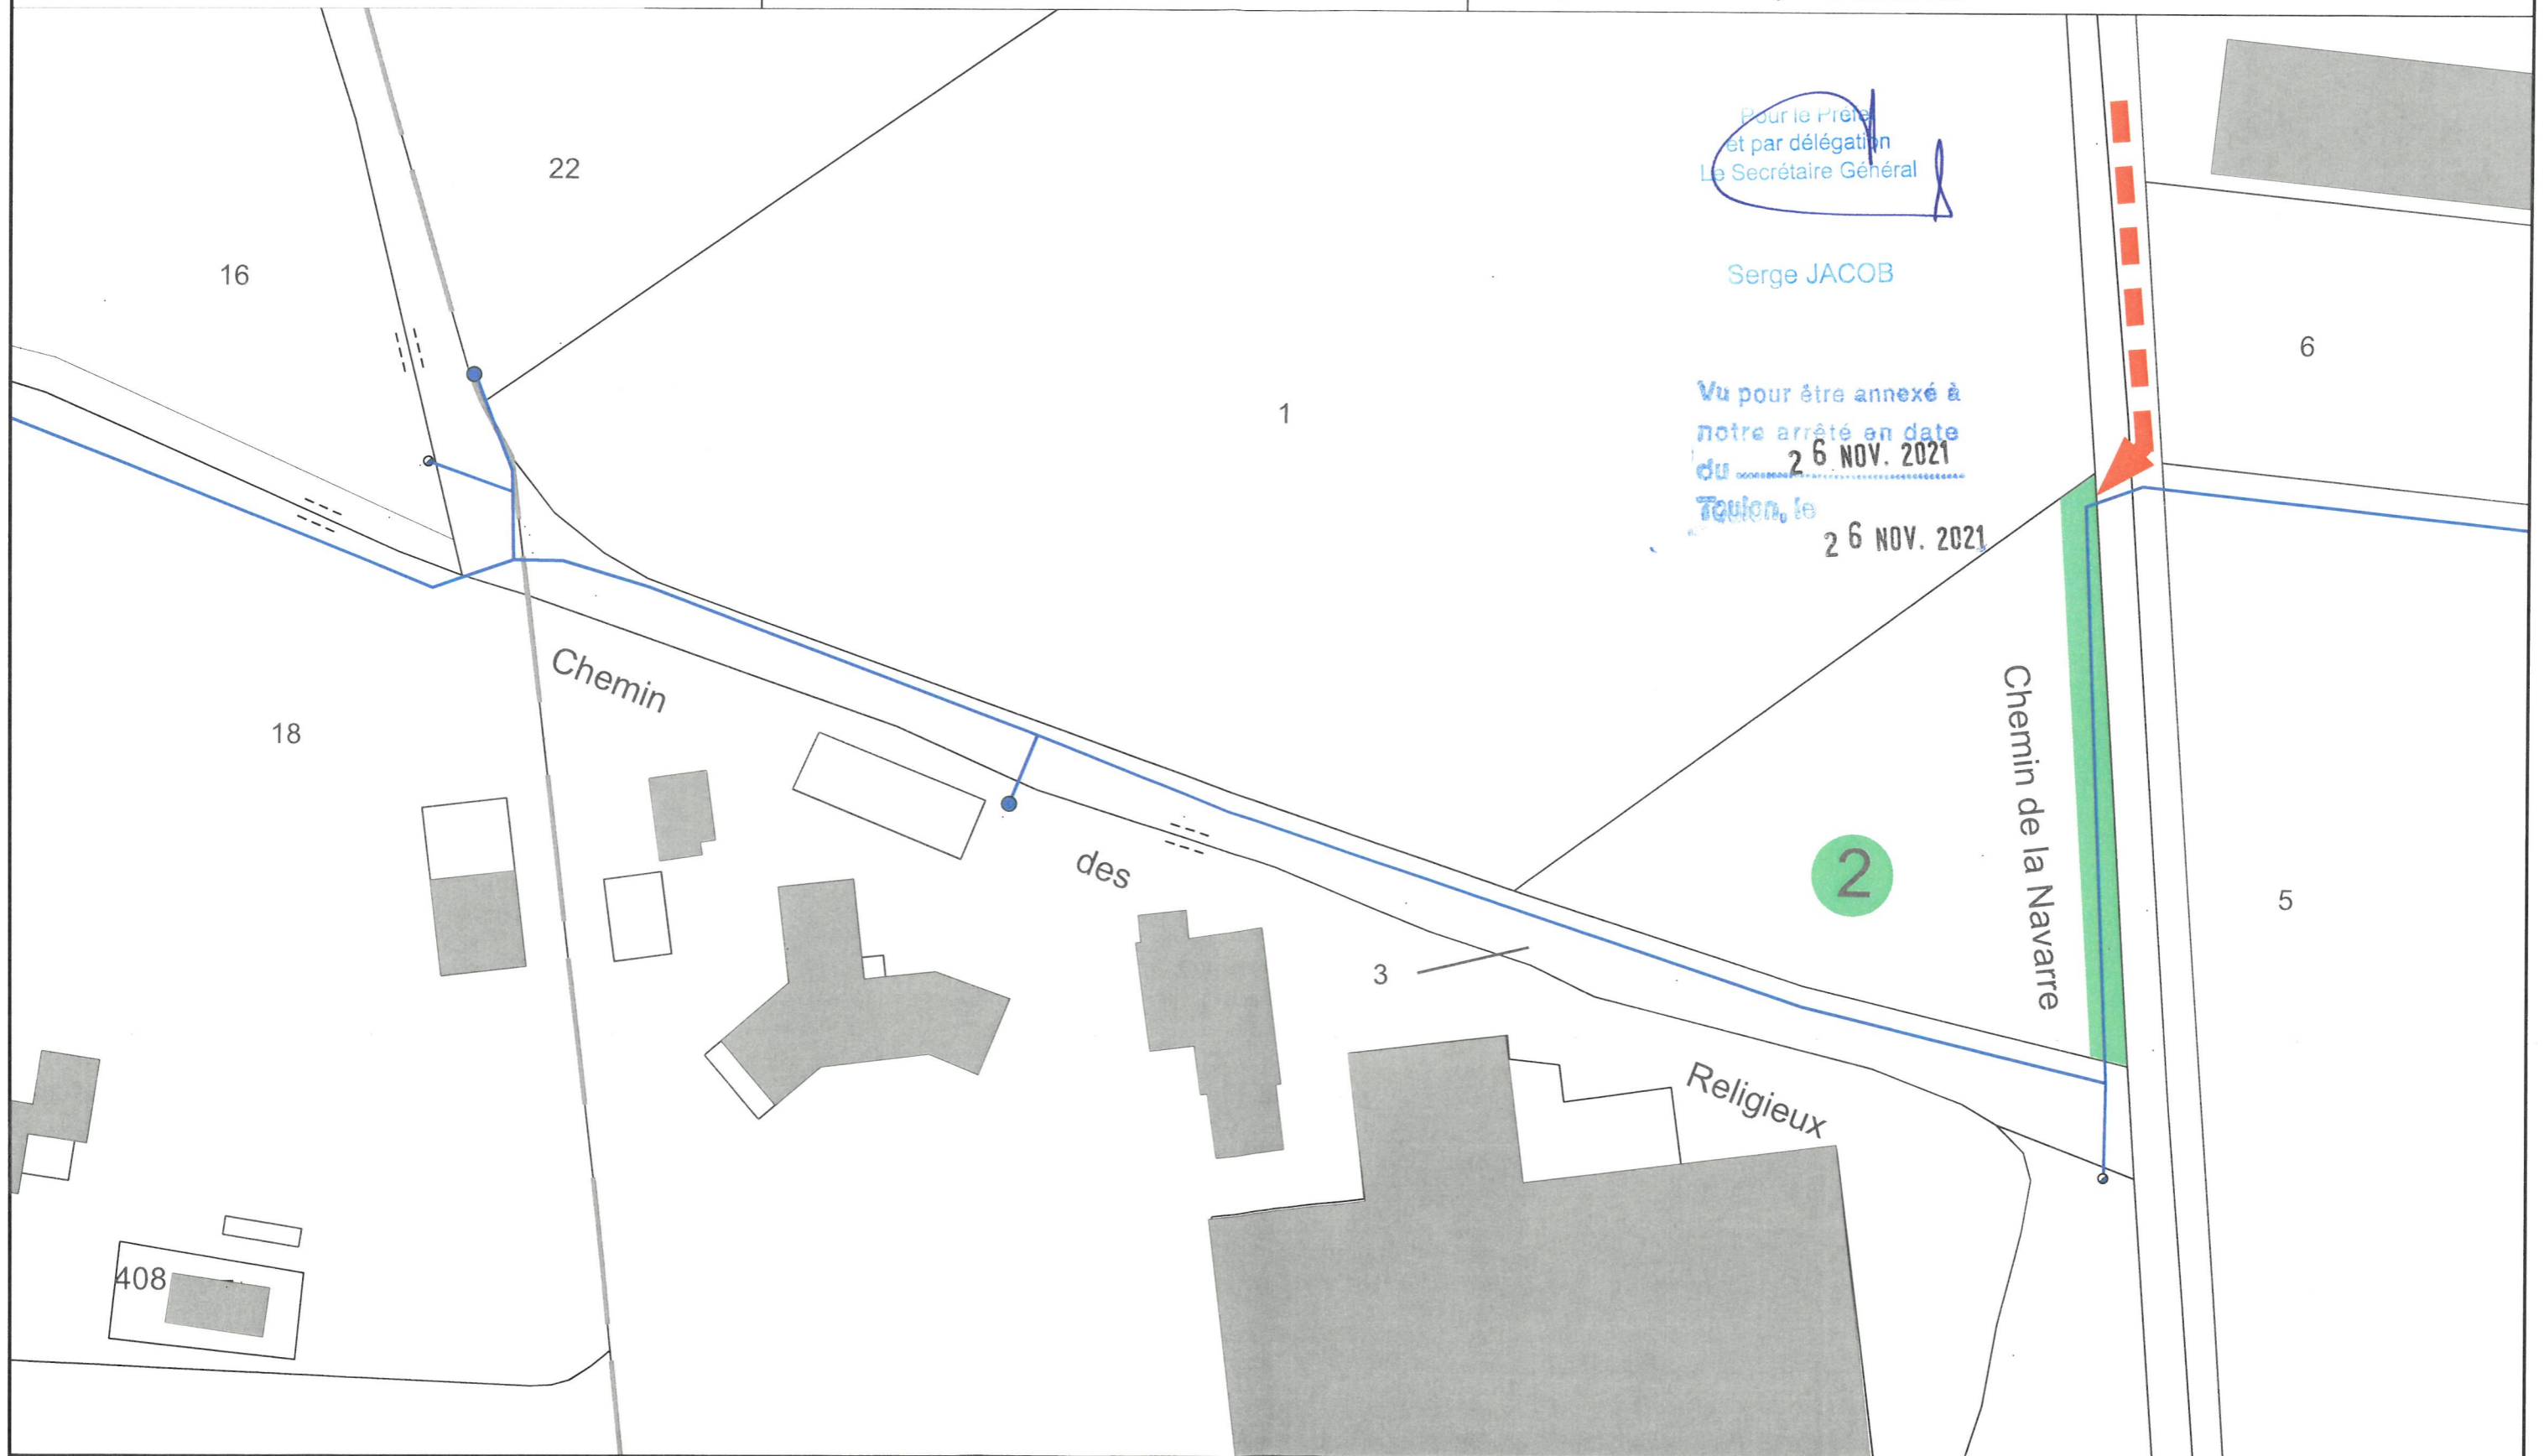 Pour le Préfet
et par délégation
Le Secrétaire Général
22
16
Serge JACOB
6
1
Vu pour être annexé à
notre arrêté en date
du 26 NOV. 2021
Toulon, le
26 NOV. 2021
Chemin
des
Religieux
Chemin de la Navarre
18
2
5
3
408